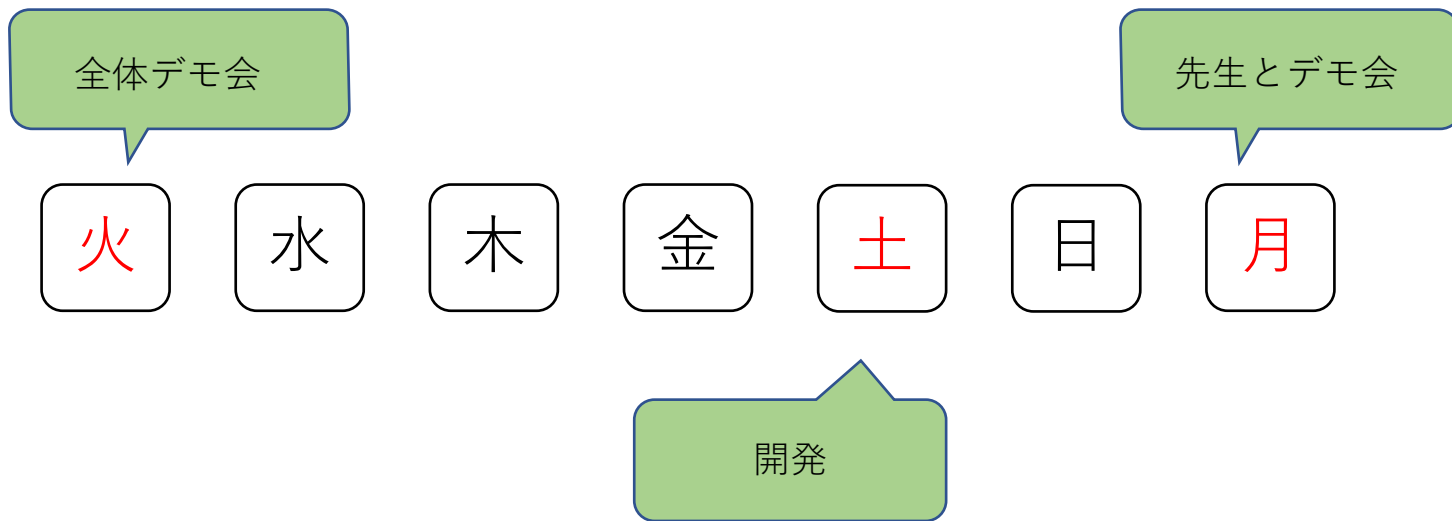 全体デモ会
先生とデモ会
火 水 木 金 土 日 月
開発